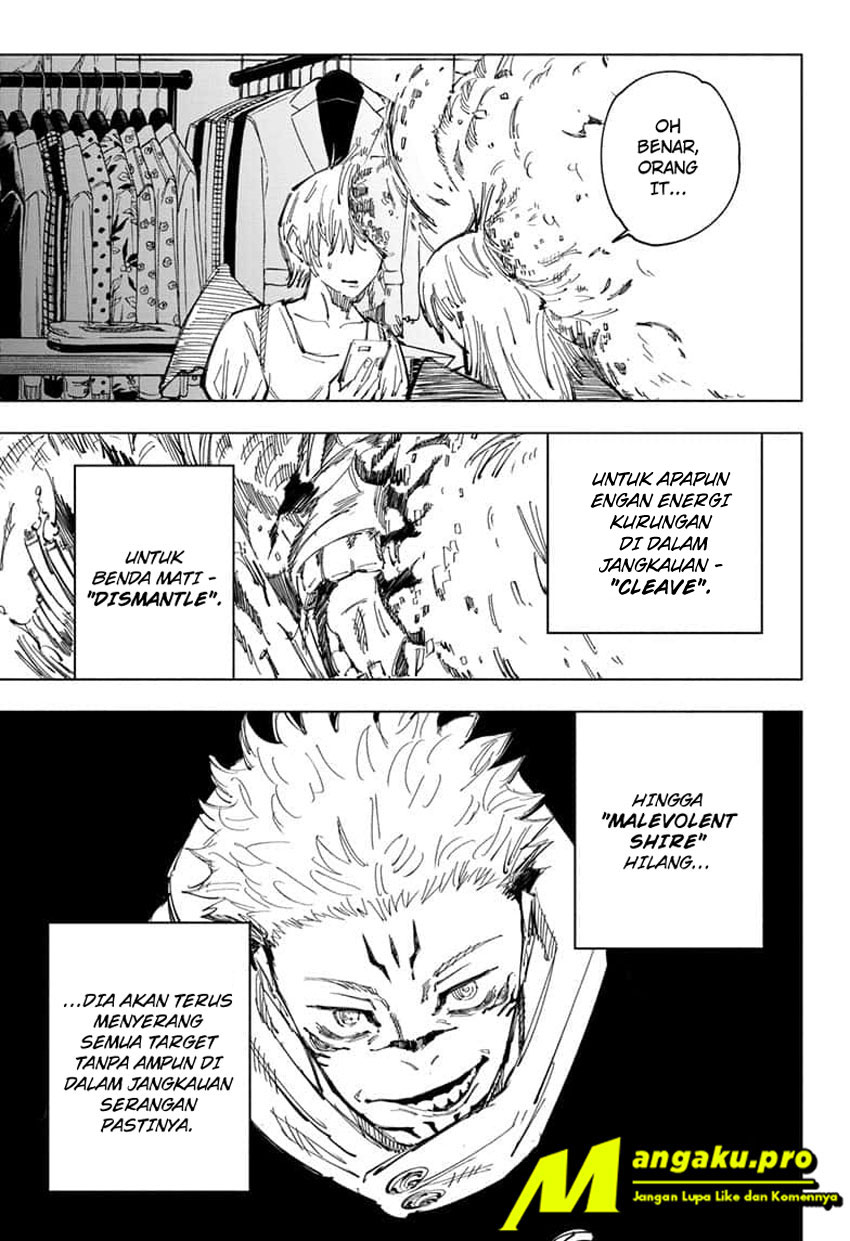 OH
BENAR,
ORANG
IT...
UNTUK APAPUN
ENGAN ENERGI
KURUNGAN
DI DALAM
JANGKAUAN -
"CLEAVE".
UNTUK
BENDA MATI -
"DISMANTLE".
HINGGA
"MALEVOLENT
SHIRE"
HILANG...
...DIA AKAN TERUS
MENYERANG
SEMUA TARGET
TANPA AMPUN DI
DALAM JANGKAUAN
SERANGAN
PASTINYA.
Mangaku.pro
Jangan Lupa Like dan Komennya